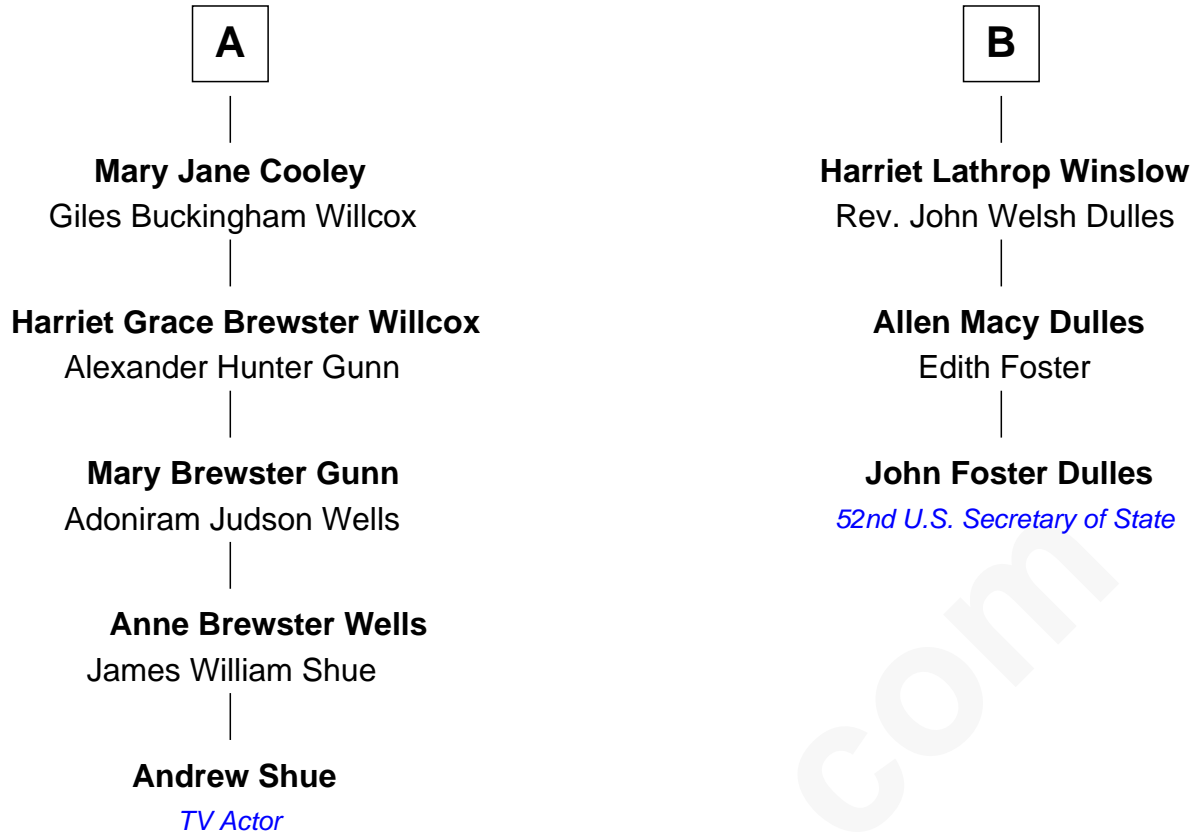 A
Mary Jane Cooley
Giles Buckingham Willcox
Harriet Grace Brewster Willcox
Alexander Hunter Gunn
Mary Brewster Gunn
Adoniram Judson Wells
Anne Brewster Wells
James William Shue
Andrew Shue
TV Actor
B
Harriet Lathrop Winslow
Rev. John Welsh Dulles
Allen Macy Dulles
Edith Foster
John Foster Dulles
52nd U.S. Secretary of State
com